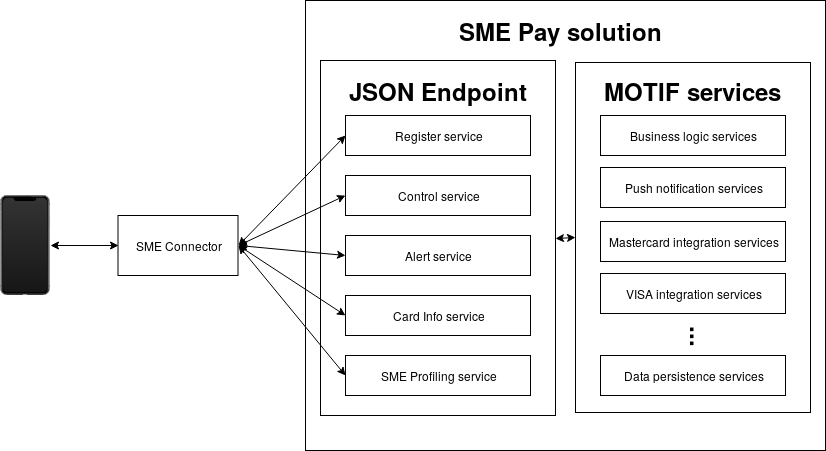 SME Pay solution
JSON Endpoint
MOTIF services
Register service
Control service
Alert service
Card Info service
SME Profiling service
SME Connector
Business logic services
Push notification services
Mastercard integration services
VISA integration services
⋮
Data persistence services